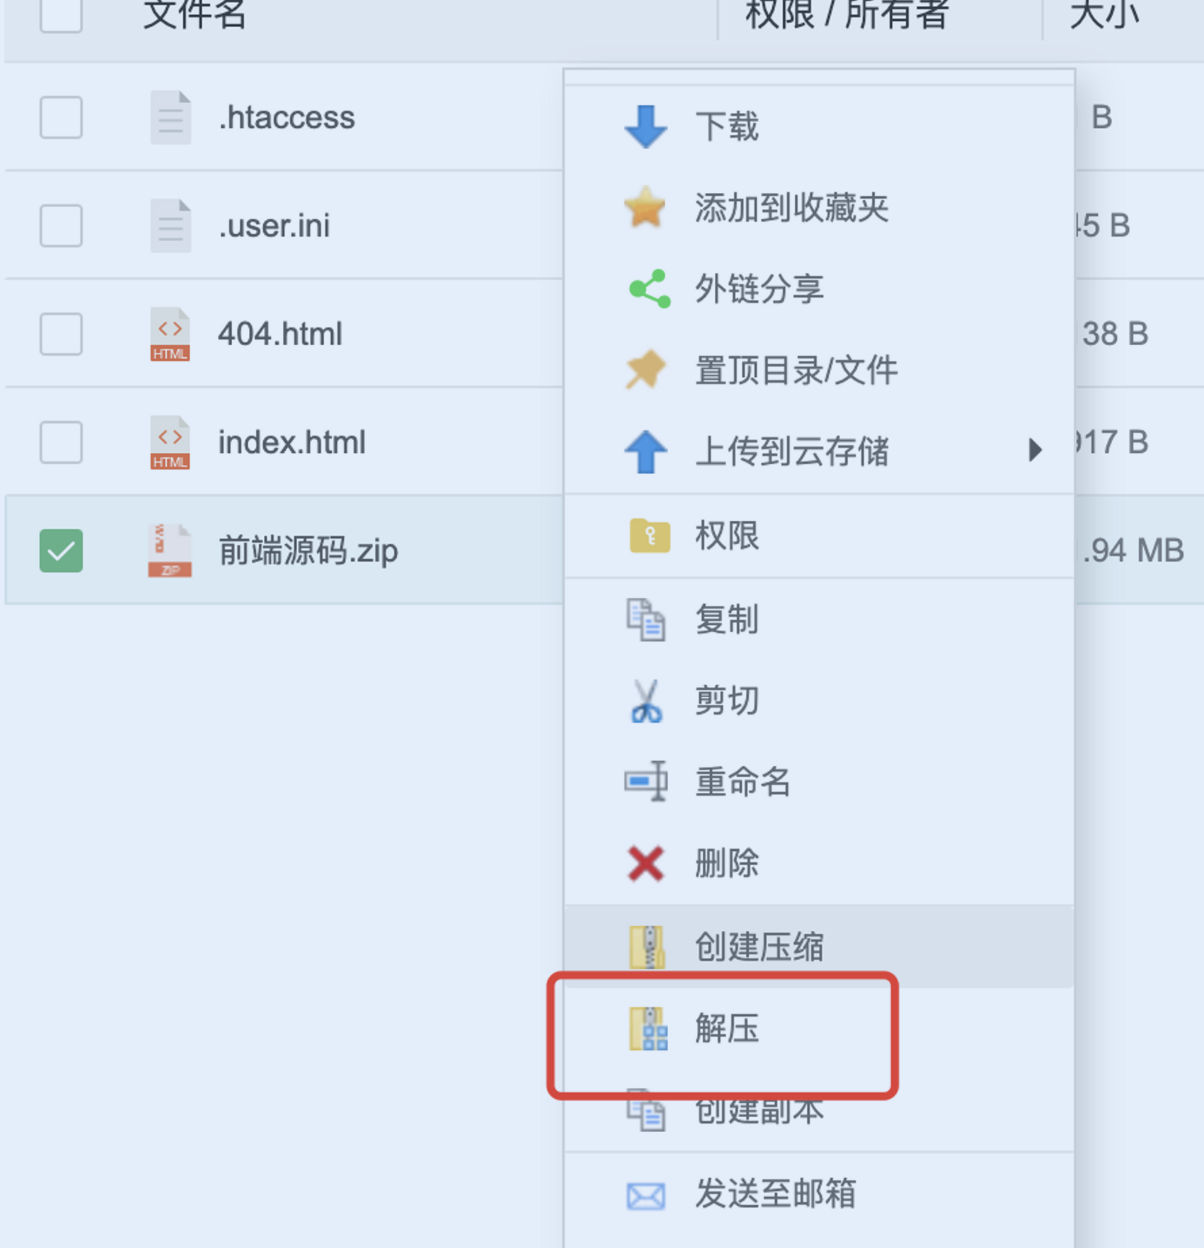 文件名 权限 / 所有者 大小
.htaccess B
.user.ini 45 B
404.html 38 B
HTML
index.html 917 B
HTML
前端源码.zip .94 MB
ZIP
下载
添加到收藏夹
外链分享
置顶目录/文件
上传到云存储
权限
复制
剪切
重命名
删除
创建压缩
解压
创建副本
发送至邮箱